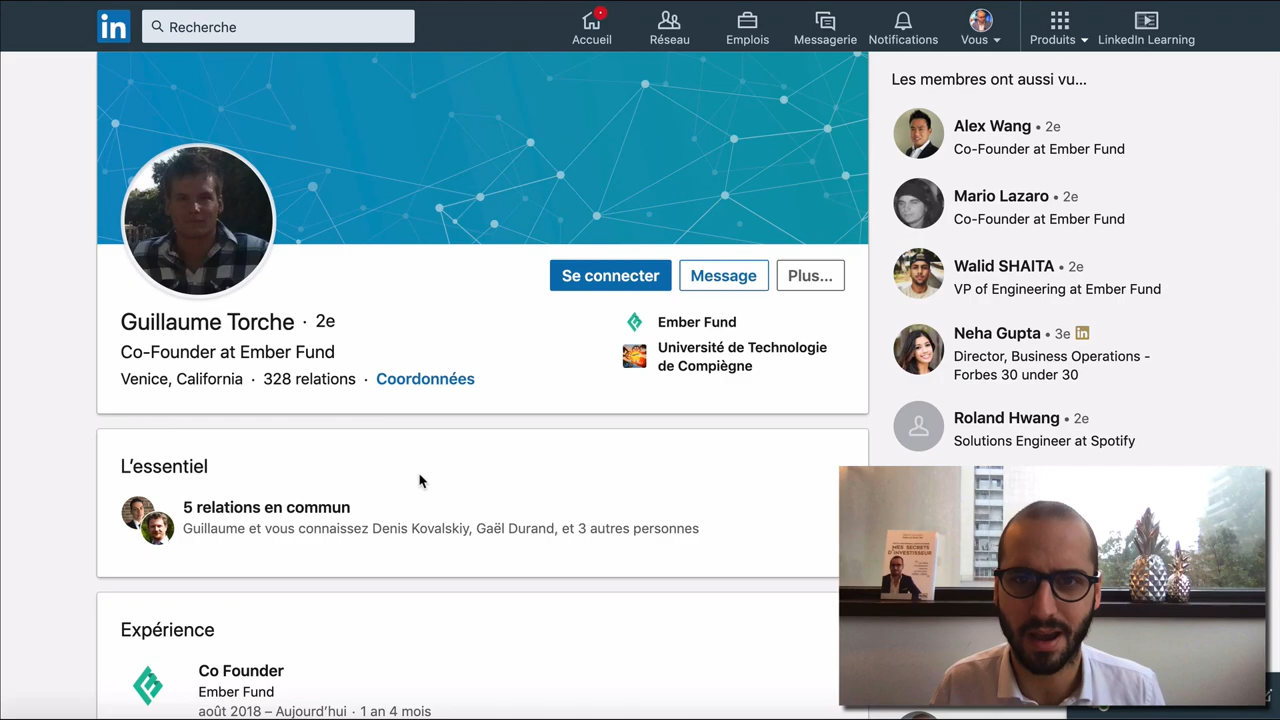 in
Recherche
Accueil
Réseau
Emplois
Messagerie
Notifications
Vous
Produits
LinkedIn Learning
Guillaume Torche · 2e
Co-Founder at Ember Fund
Venice, California · 328 relations · Coordonnées
Se connecter
Message
Plus...
Ember Fund
Université de Technologie
de Compiègne
L'essentiel
5 relations en commun
Guillaume et vous connaissez Denis Kovalskiy, Gaël Durand, et 3 autres personnes
Expérience
Co Founder
Ember Fund
août 2018 – Aujourd'hui · 1 an 4 mois
Les membres ont aussi vu...
Alex Wang • 2e
Co-Founder at Ember Fund
Mario Lazaro • 2e
Co-Founder at Ember Fund
Walid SHAITA • 2e
VP of Engineering at Ember Fund
Neha Gupta • 3e in
Director, Business Operations -
Forbes 30 under 30
Roland Hwang • 2e
Solutions Engineer at Spotify
MES SECRETS
D'INVESTISSEUR